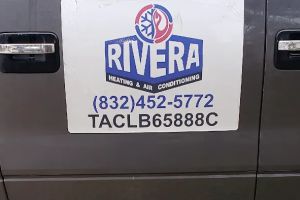 RIVERA
HEATING & AIR CONDITIONING
(832)452-5772
TACLB65888C